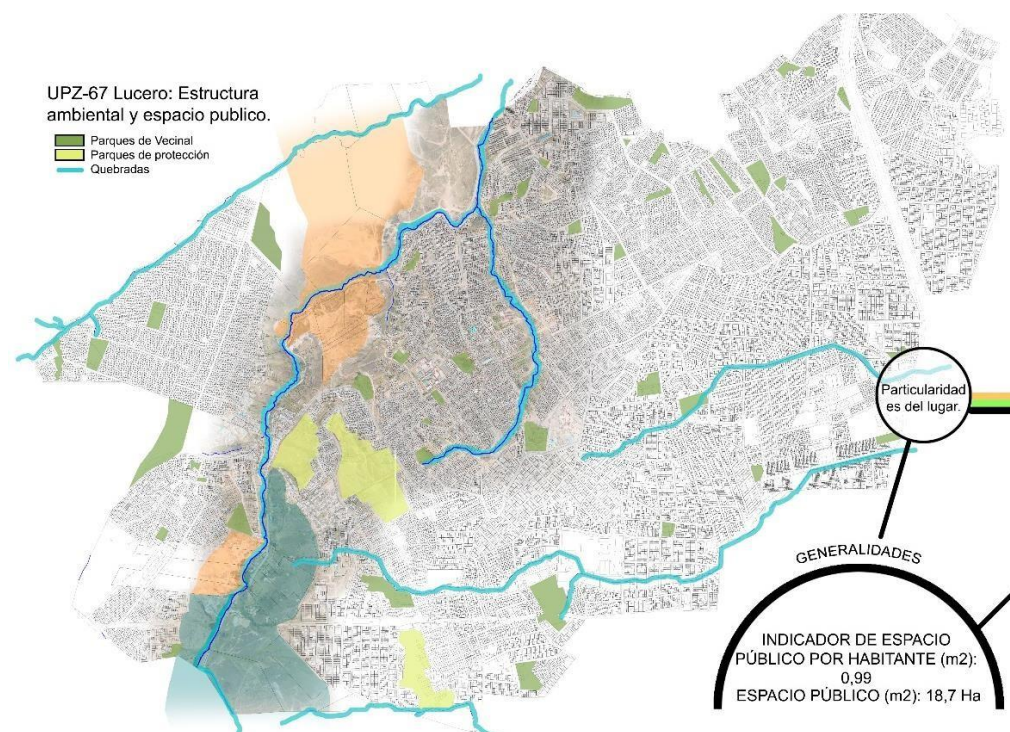 UPZ-67 Lucero: Estructura
ambiental y espacio publico.
Parques de Vecinal
Parques de protección
Quebradas
Particularidad
es del lugar.
GENERALIDADES
INDICADOR DE ESPACIO
PÚBLICO POR HABITANTE (m2):
0,99
ESPACIO PÚBLICO (m2): 18,7 Ha